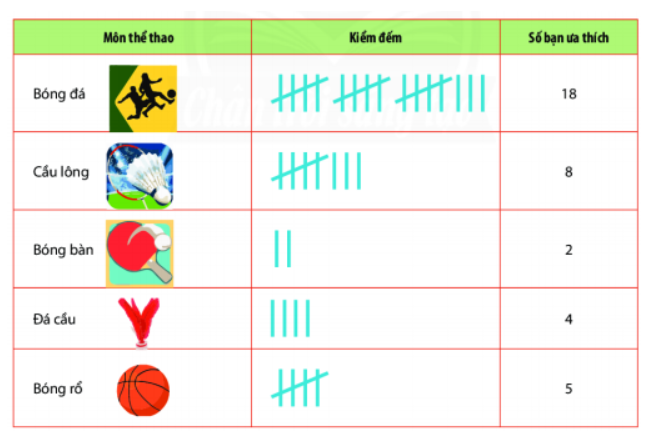 Môn thể thao Kiểm đếm Số bạn ưa thích
Bóng đá 18
Cầu lông 8
Bóng bàn 2
Đá cầu 4
Bóng rổ 5